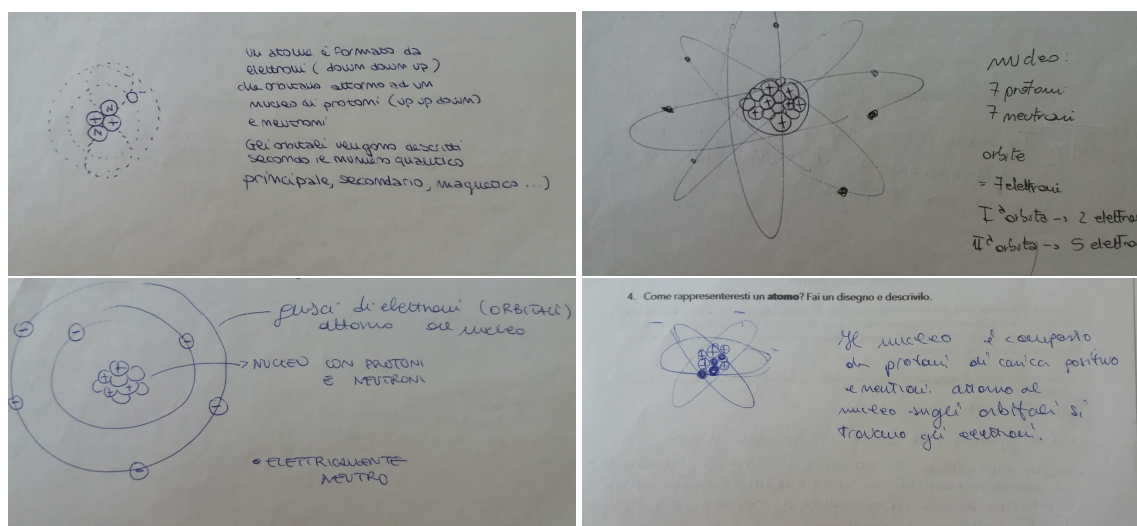 un atomo è formato da
elettroni (down down up)
che orbitano attorno ad un
nucleo di protoni (up up down)
e neutroni
Gli orbitali vengono descritti
secondo il numero quantico
principale, secondario, magnetico ...)
N
+
+
N
nucleo:
7 protoni
7 neutroni
orbite
= 7 elettroni
Iª orbita → 2 elettro
IIª orbita → 5 elettro
gusci di elettroni (ORBITALI)
attorno al nucleo
NUCLEO CON PROTONI
E NEUTRONI
• ELETTRICAMENTE
NEUTRO
4. Come rappresenteresti un atomo? Fai un disegno e descrivilo.
Il nucleo è composto
da protoni di carica positivo
e neutroni. attorno al
nucleo sugli orbitali si
trovano gli elettroni.